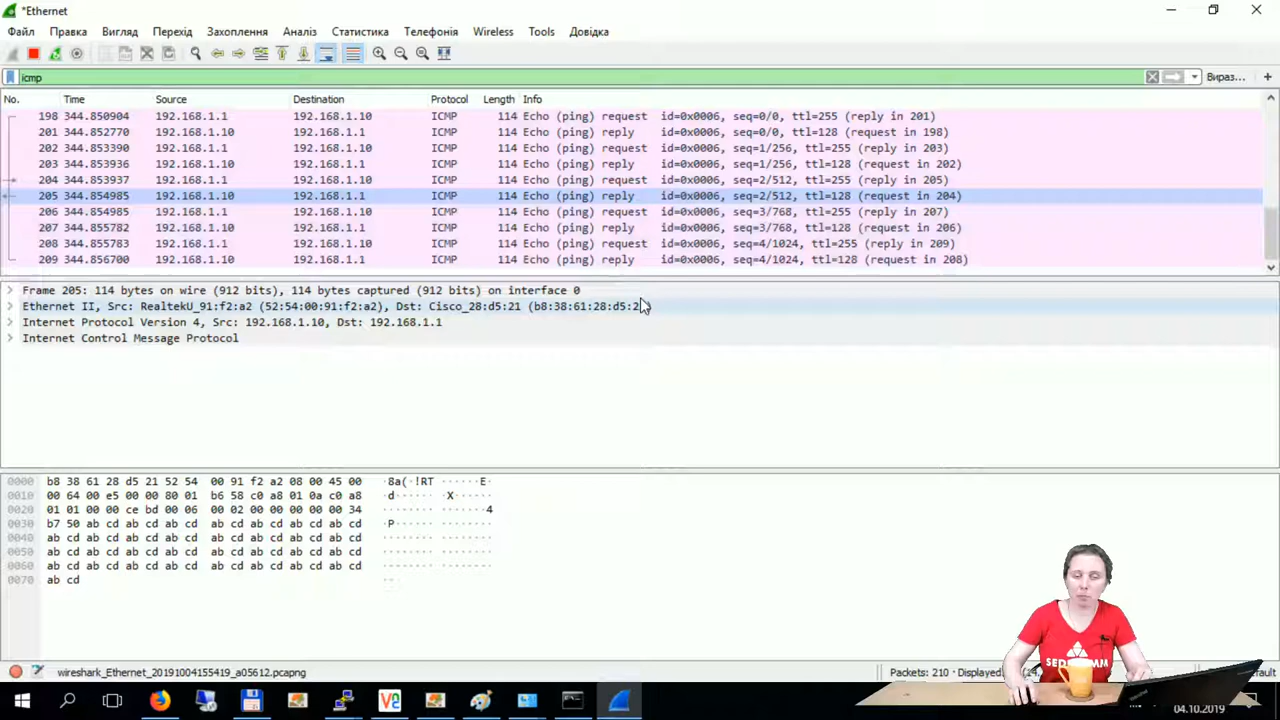 *Ethernet
Файл Правка Вигляд Перехід Захоплення Аналіз Статистика Телефонія Wireless Tools Довідка
icmp Вираз… +
No. Time Source Destination Protocol Length Info
198 344.850904 192.168.1.1 192.168.1.10 ICMP 114 Echo (ping) request id=0x0006, seq=0/0, ttl=255 (reply in 201)
201 344.852770 192.168.1.10 192.168.1.1 ICMP 114 Echo (ping) reply id=0x0006, seq=0/0, ttl=128 (request in 198)
202 344.853390 192.168.1.1 192.168.1.10 ICMP 114 Echo (ping) request id=0x0006, seq=1/256, ttl=255 (reply in 203)
203 344.853936 192.168.1.10 192.168.1.1 ICMP 114 Echo (ping) reply id=0x0006, seq=1/256, ttl=128 (request in 202)
204 344.853937 192.168.1.1 192.168.1.10 ICMP 114 Echo (ping) request id=0x0006, seq=2/512, ttl=255 (reply in 205)
205 344.854985 192.168.1.10 192.168.1.1 ICMP 114 Echo (ping) reply id=0x0006, seq=2/512, ttl=128 (request in 204)
206 344.854985 192.168.1.1 192.168.1.10 ICMP 114 Echo (ping) request id=0x0006, seq=3/768, ttl=255 (reply in 207)
207 344.855782 192.168.1.10 192.168.1.1 ICMP 114 Echo (ping) reply id=0x0006, seq=3/768, ttl=128 (request in 206)
208 344.855783 192.168.1.1 192.168.1.10 ICMP 114 Echo (ping) request id=0x0006, seq=4/1024, ttl=255 (reply in 209)
209 344.856700 192.168.1.10 192.168.1.1 ICMP 114 Echo (ping) reply id=0x0006, seq=4/1024, ttl=128 (request in 208)
Frame 205: 114 bytes on wire (912 bits), 114 bytes captured (912 bits) on interface 0
Ethernet II, Src: RealtekU_91:f2:a2 (52:54:00:91:f2:a2), Dst: Cisco_28:d5:21 (b8:38:61:28:d5:2
Internet Protocol Version 4, Src: 192.168.1.10, Dst: 192.168.1.1
Internet Control Message Protocol
0000 b8 38 61 28 d5 21 52 54 00 91 f2 a2 08 00 45 00 ·8a(·!RT ······E·
0010 00 64 00 e5 00 00 80 01 b6 58 c0 a8 01 0a c0 a8 ·d······ ·X······
0020 01 01 00 00 ce bd 00 06 00 02 00 00 00 00 00 34 ········ ·······4
0030 b7 50 ab cd ab cd ab cd ab cd ab cd ab cd ab cd ·P······ ········
0040 ab cd ab cd ab cd ab cd ab cd ab cd ab cd ab cd ········ ········
0050 ab cd ab cd ab cd ab cd ab cd ab cd ab cd ab cd ········ ········
0060 ab cd ab cd ab cd ab cd ab cd ab cd ab cd ab cd ········ ········
0070 ab cd ··
wireshark_Ethernet_20191004155419_a05612.pcapng Packets: 210 · Displayed:
04.10.2019